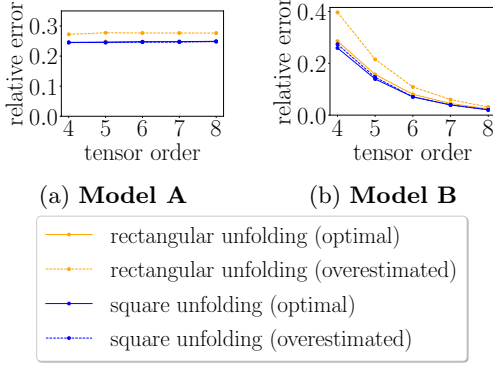 relative error
0.3
0.2
0.1
0.0
4 5 6 7 8
tensor order
(a) Model A
relative error
0.4
0.2
0.0
4 5 6 7 8
tensor order
(b) Model B
rectangular unfolding (optimal)
rectangular unfolding (overestimated)
square unfolding (optimal)
square unfolding (overestimated)